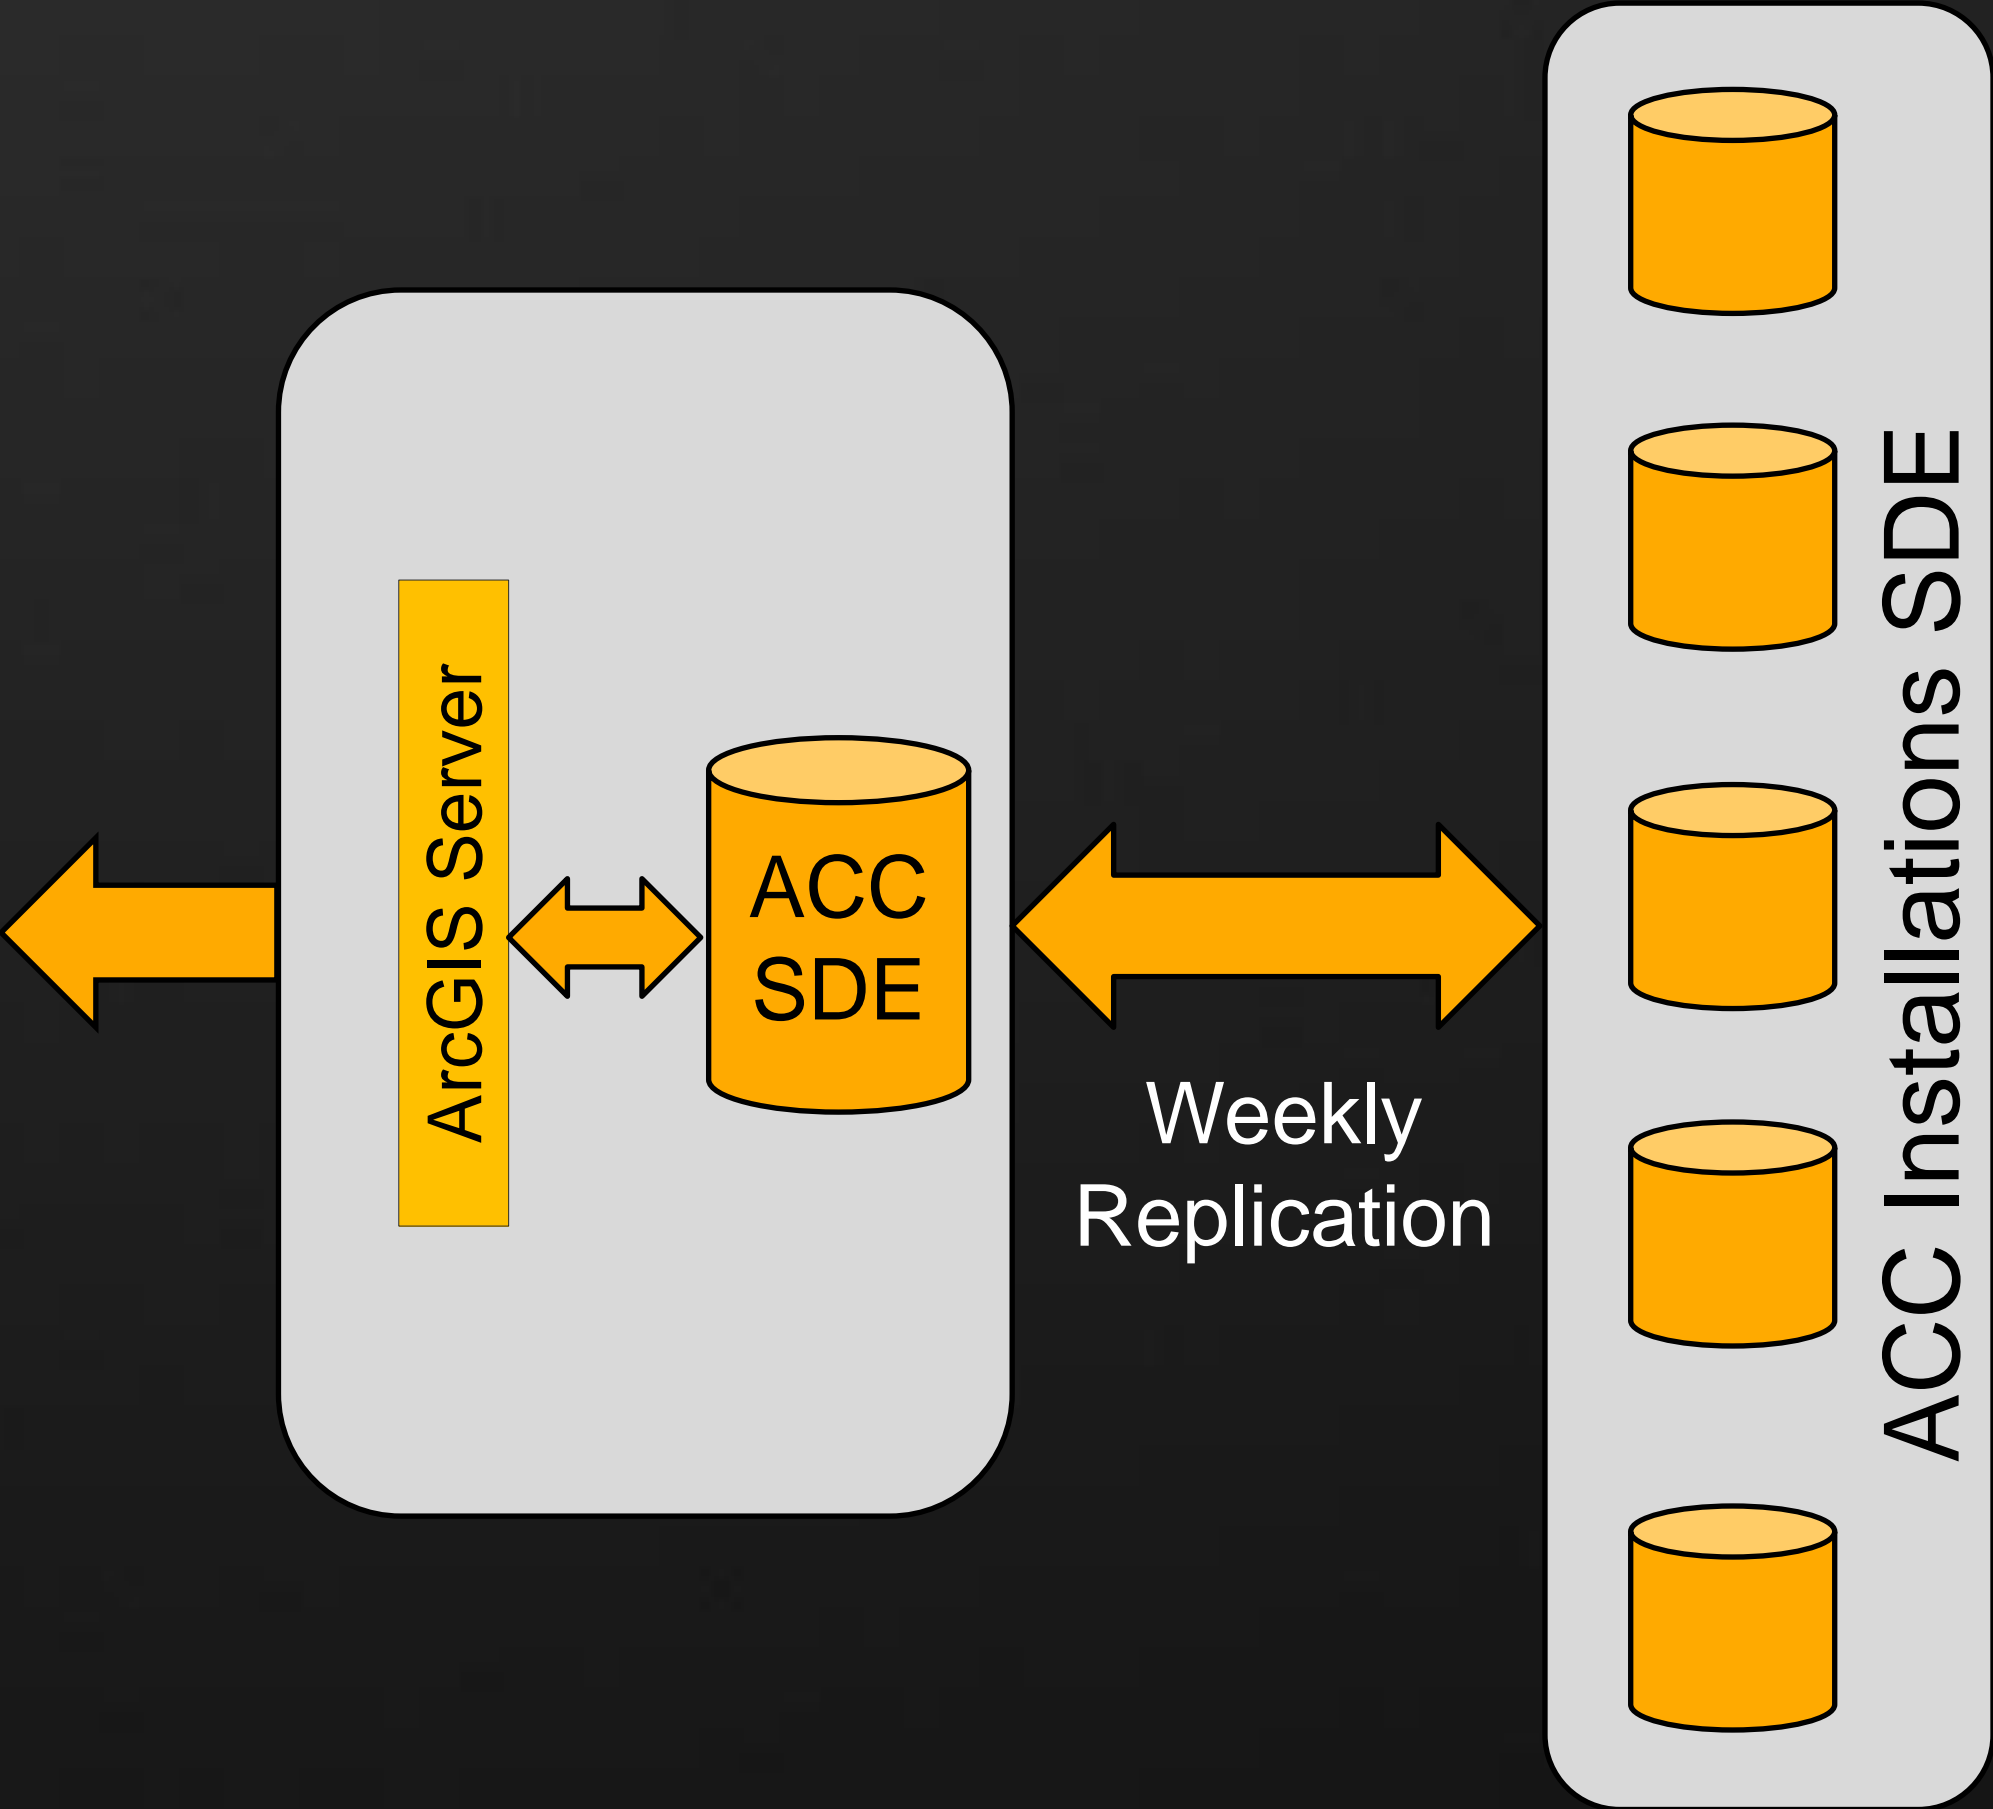 ArcGIS Server
ACC
SDE
Weekly
Replication
ACC Installations SDE